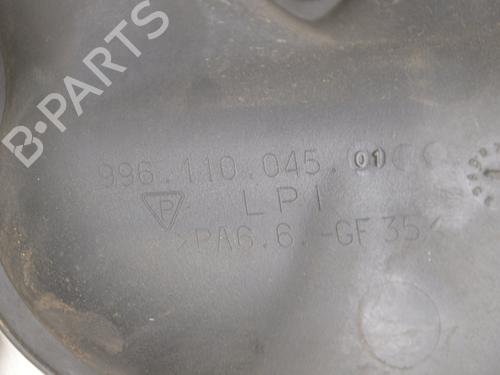 B-PARTS
996.110.045.01
P LPI
>PA6.6.-GF35<